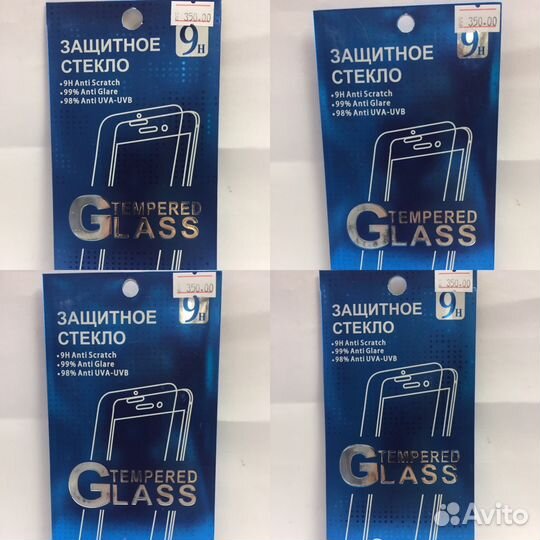 350.00
9H
ЗАЩИТНОЕ
СТЕКЛО
•9H Anti Scratch
•99% Anti Glare
•98% Anti UVA-UVB
TEMPERED
GLASS
350.00
9H
ЗАЩИТНОЕ
СТЕКЛО
•9H Anti Scratch
•99% Anti Glare
•98% Anti UVA-UVB
TEMPERED
GLASS
350.00
9H
ЗАЩИТНОЕ
СТЕКЛО
•9H Anti Scratch
•99% Anti Glare
•98% Anti UVA-UVB
TEMPERED
GLASS
350.00
9H
ЗАЩИТНОЕ
СТЕКЛО
•9H Anti Scratch
•99% Anti Glare
•98% Anti UVA-UVB
TEMPERED
GLASS
Avito